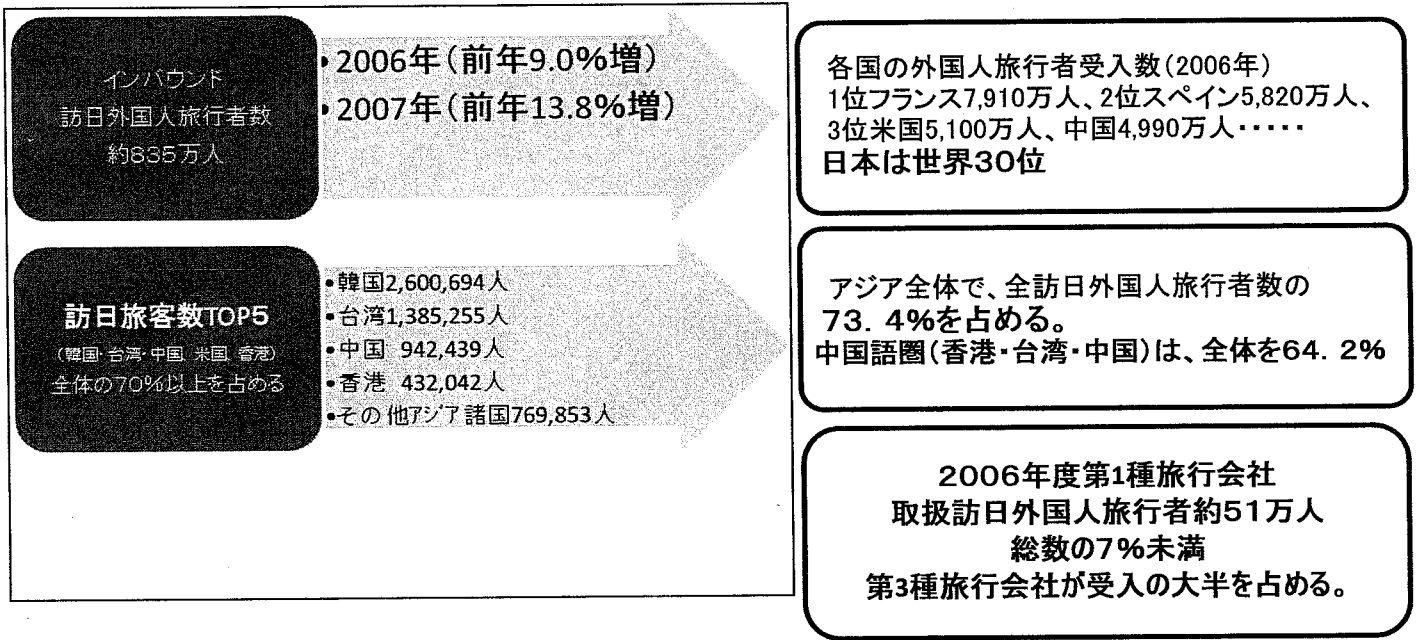 インバウンド
訪日外国人旅行者数
約835万人
•2006年(前年9.0%増)
•2007年(前年13.8%増)
各国の外国人旅行者受入数(2006年)
1位フランス7,910万人、2位スペイン5,820万人、
3位米国5,100万人、中国4,990万人・・・・・
日本は世界30位
訪日旅客数TOP5
(韓国・台湾・中国、米国、香港)
全体の70%以上を占める
•韓国2,600,694人
•台湾1,385,255人
•中国 942,439人
•香港 432,042人
•その他アジア諸国769,853人
アジア全体で、全訪日外国人旅行者数の
73.4%を占める。
中国語圏(香港・台湾・中国)は、全体を64.2%
2006年度第1種旅行会社
取扱訪日外国人旅行者約51万人
総数の7%未満
第3種旅行会社が受入の大半を占める。